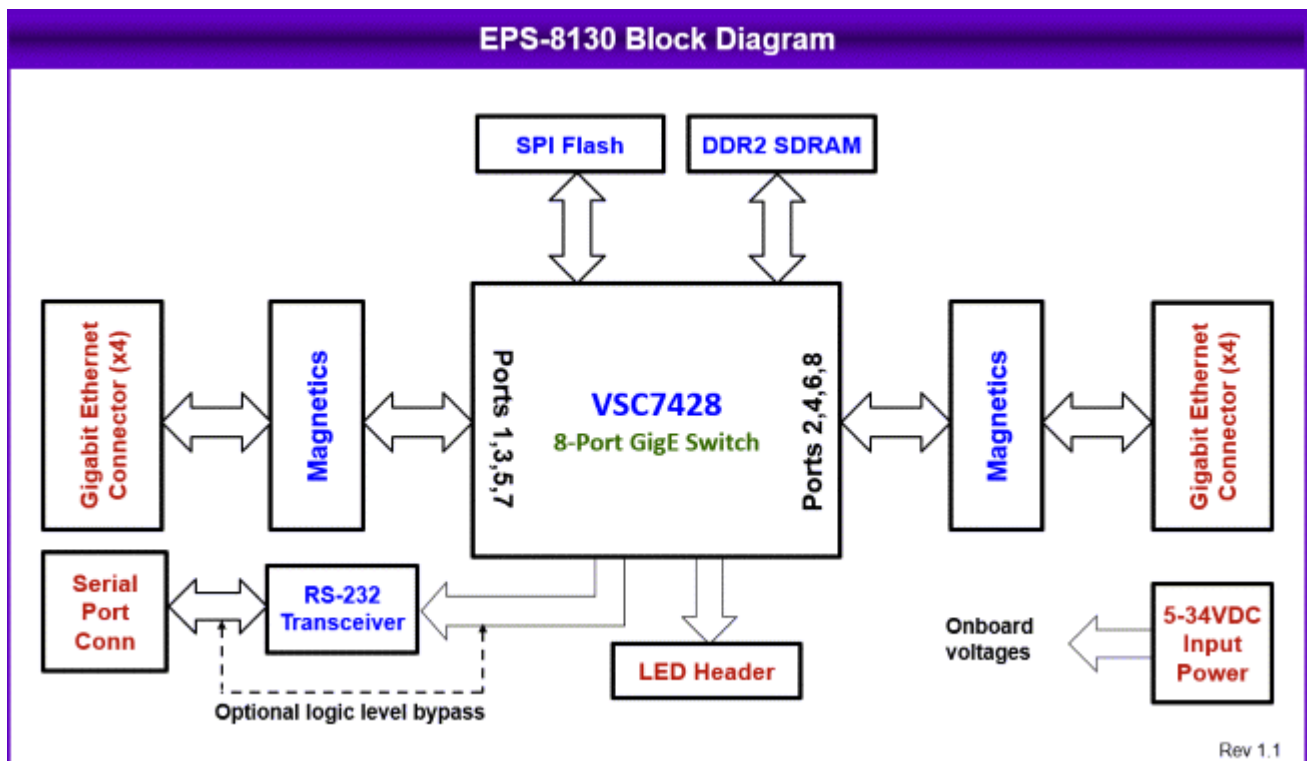 EPS-8130 Block Diagram
SPI Flash
DDR2 SDRAM
Gigabit Ethernet
Connector (x4)
Magnetics
Ports 1,3,5,7
VSC7428
8-Port GigE Switch
Ports 2,4,6,8
Magnetics
Gigabit Ethernet
Connector (x4)
Serial
Port
Conn
RS-232
Transceiver
LED Header
Onboard
voltages
5-34VDC
Input
Power
Optional logic level bypass
Rev 1.1